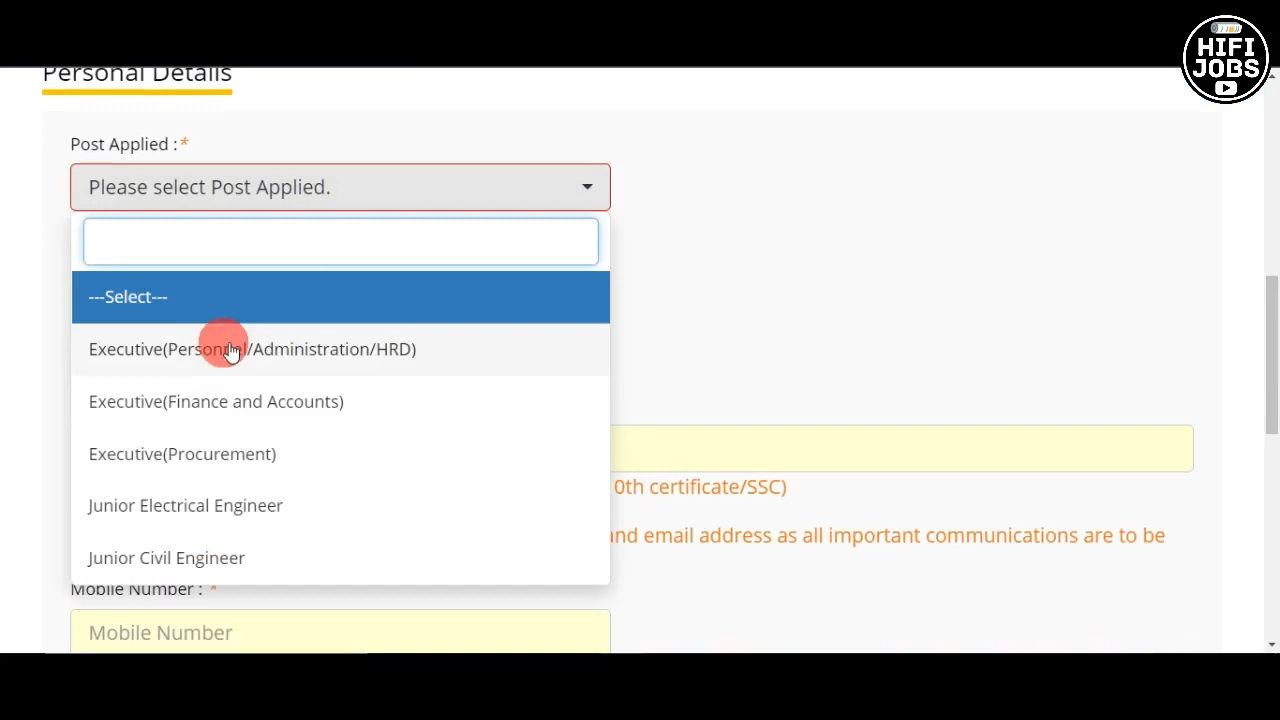 HIFI
JOBS
Personal Details
Post Applied :*
Please select Post Applied.
---Select---
Executive(Personnel/Administration/HRD)
Executive(Finance and Accounts)
Executive(Procurement)
Junior Electrical Engineer
Junior Civil Engineer
0th certificate/SSC)
and email address as all important communications are to be
Mobile Number : *
Mobile Number